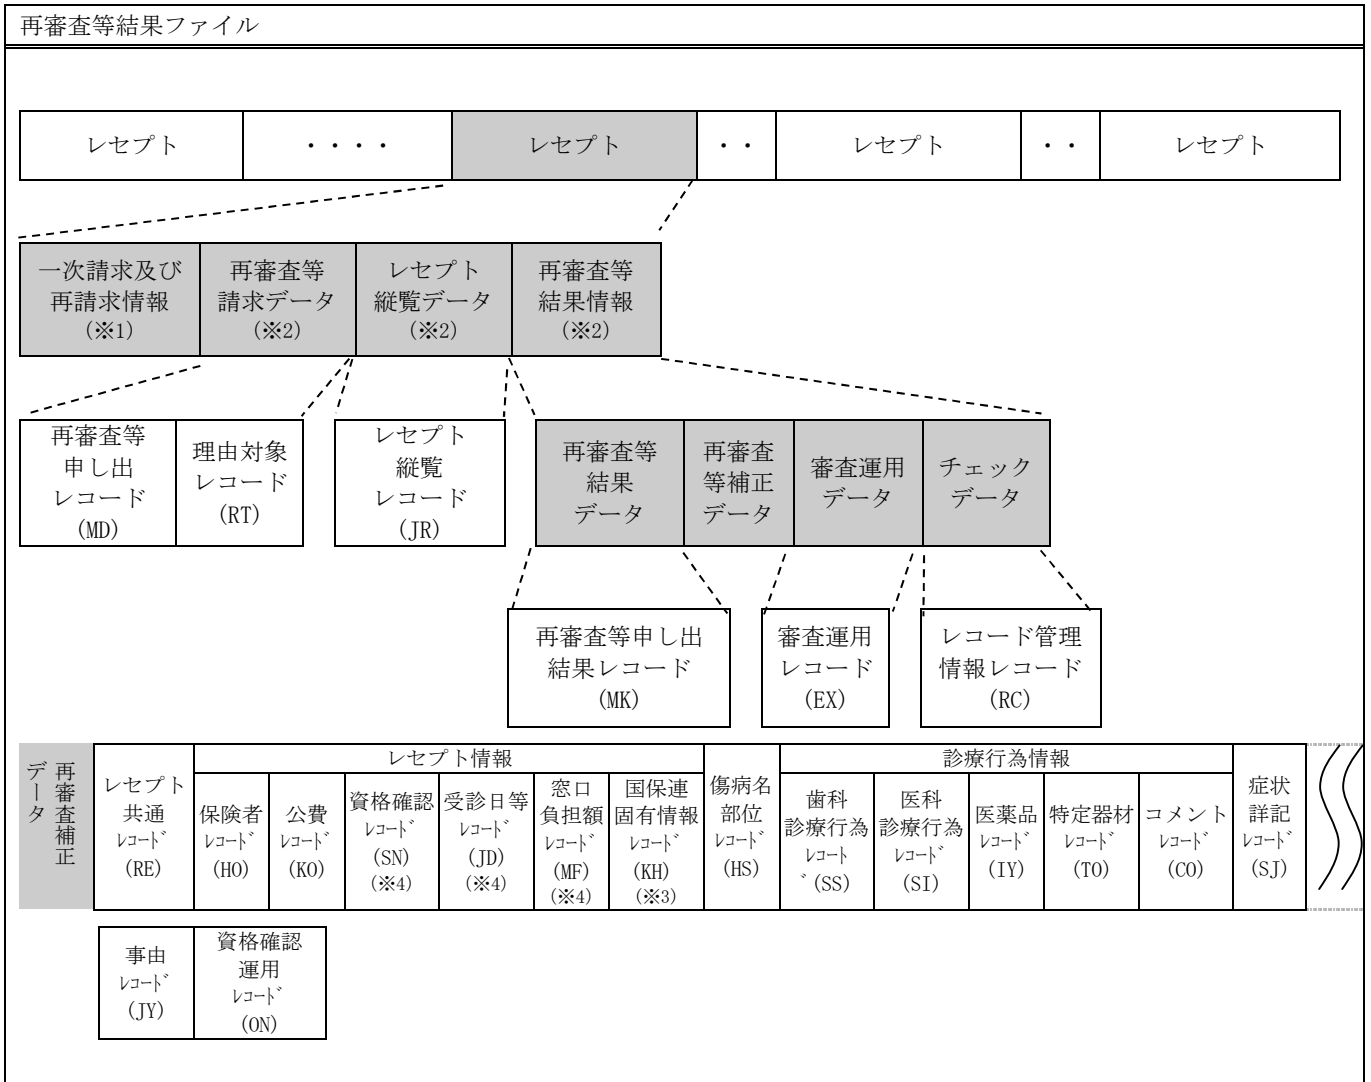 再審査等結果ファイル
レセプト
・・・・
レセプト
・・
レセプト
・・
レセプト
一次請求及び
再請求情報
(※1)
再審査等
請求データ
(※2)
レセプト
縦覧データ
(※2)
再審査等
結果情報
(※2)
再審査等
申し出
レコード
(MD)
理由対象
レコード
(RT)
レセプト
縦覧
レコード
(JR)
再審査等
結果
データ
再審査
等補正
データ
審査運用
データ
チェック
データ
再審査等申し出
結果レコード
(MK)
審査運用
レコード
(EX)
レコード管理
情報レコード
(RC)
再審査補正
データ
レセプト
共通
ﾚｺｰﾄﾞ
(RE)
レセプト情報
保険者
ﾚｺｰﾄﾞ
(HO)
公費
ﾚｺｰﾄﾞ
(KO)
資格確認
ﾚｺｰﾄﾞ
(SN)
(※4)
受診日等
ﾚｺｰﾄﾞ
(JD)
(※4)
窓口
負担額
ﾚｺｰﾄﾞ
(MF)
(※4)
国保連
固有情報
ﾚｺｰﾄﾞ
(KH)
(※3)
傷病名
部位
ﾚｺｰﾄﾞ
(HS)
診療行為情報
歯科
診療行為
ﾚｺｰﾄ
ﾞ(SS)
医科
診療行為
ﾚｺｰﾄﾞ
(SI)
医薬品
ﾚｺｰﾄﾞ
(IY)
特定器材
ﾚｺｰﾄﾞ
(TO)
コメント
ﾚｺｰﾄﾞ
(CO)
症状
詳記
ﾚｺｰﾄﾞ
(SJ)
事由
ﾚｺｰﾄﾞ
(JY)
資格確認
運用
ﾚｺｰﾄﾞ
(ON)